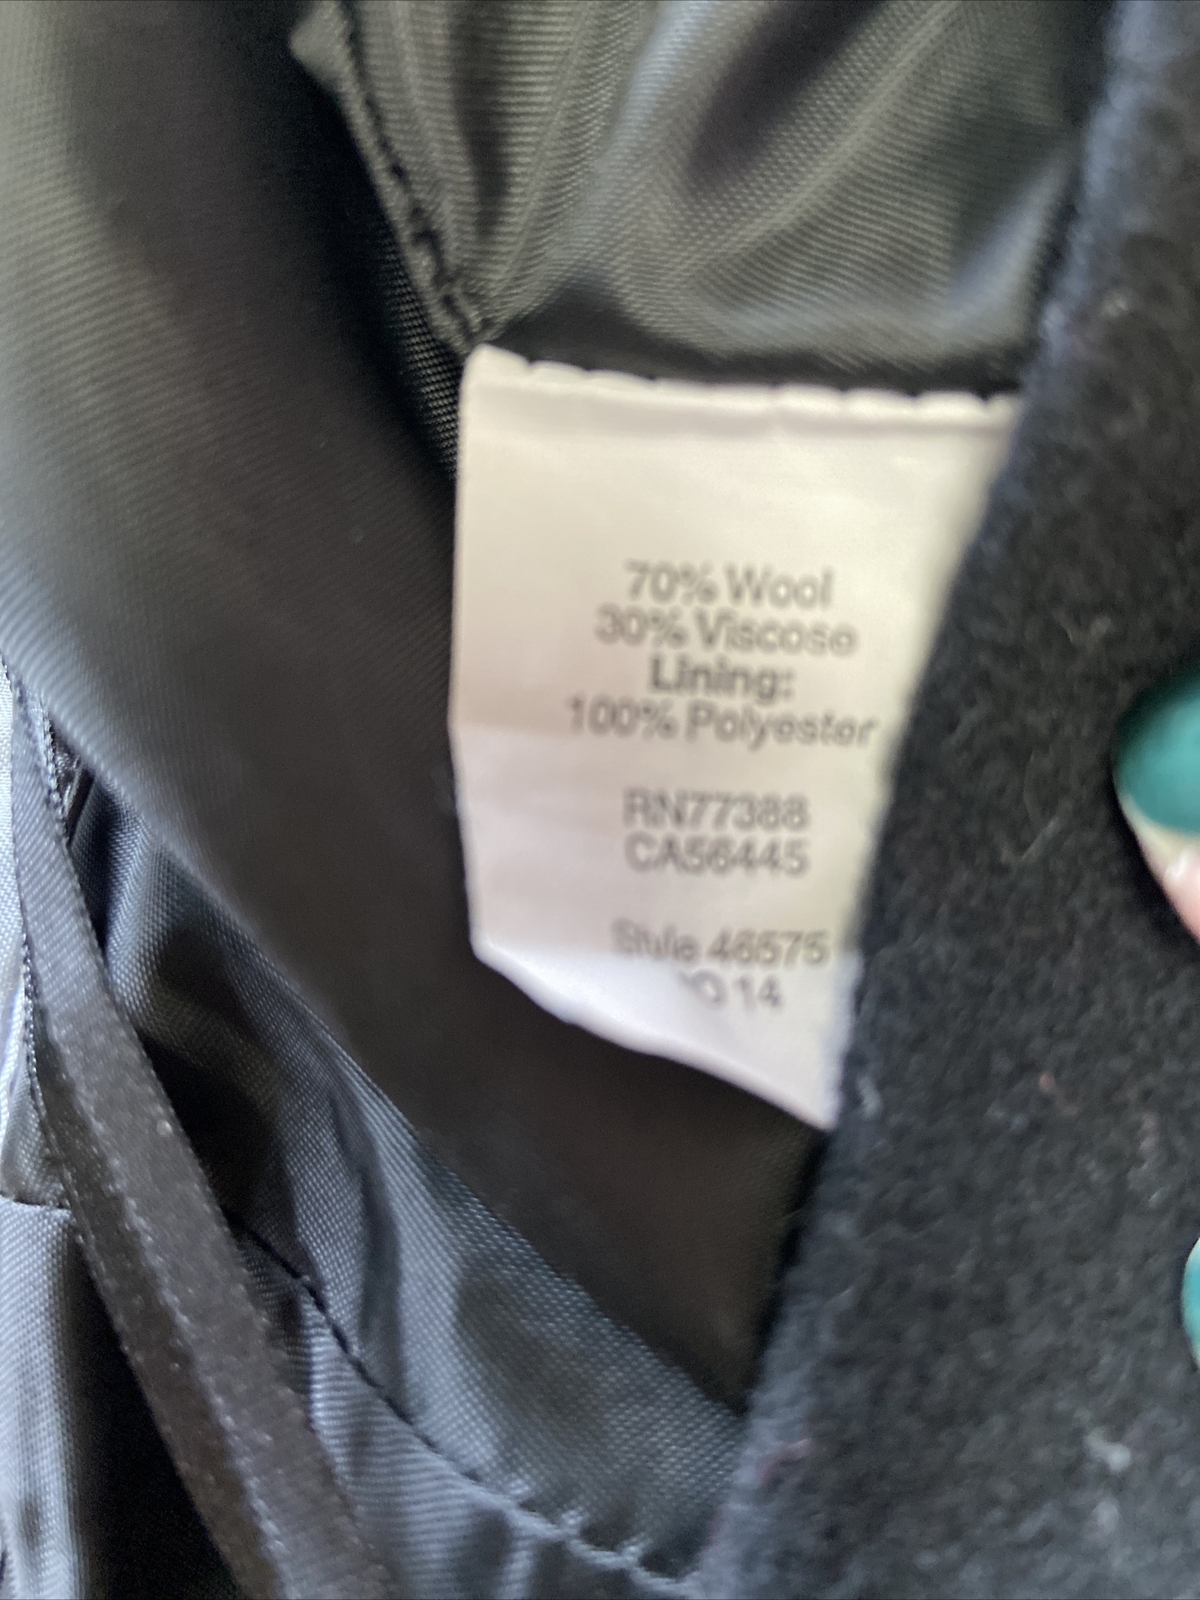 70% Wool
30% Viscose
Lining:
100% Polyester
RN77388
CA56445
Style 46575
14